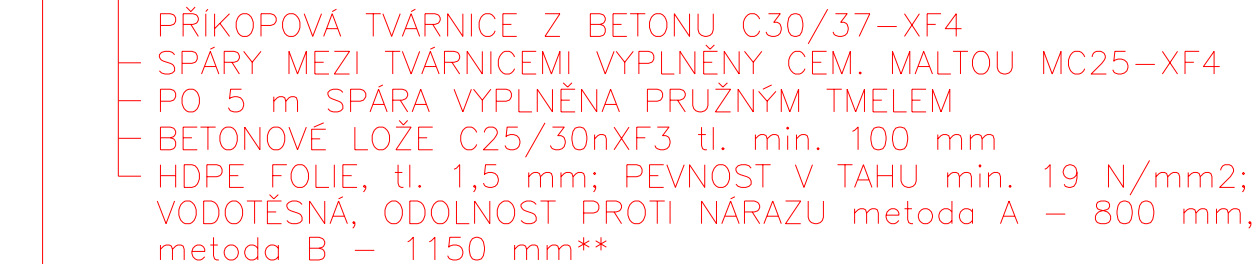 PŘÍKOPOVÁ TVÁRNICE Z BETONU C30/37-XF4
SPÁRY MEZI TVÁRNICEMI VYPLNĚNY CEM. MALTOU MC25-XF4
PO 5 m SPÁRA VYPLNĚNA PRUŽNÝM TMELEM
BETONOVÉ LOŽE C25/30nXF3 tl. min. 100 mm
HDPE FOLIE, tl. 1,5 mm; PEVNOST V TAHU min. 19 N/mm2;
VODOTĚSNÁ, ODOLNOST PROTI NÁRAZU metoda A - 800 mm,
metoda B - 1150 mm**